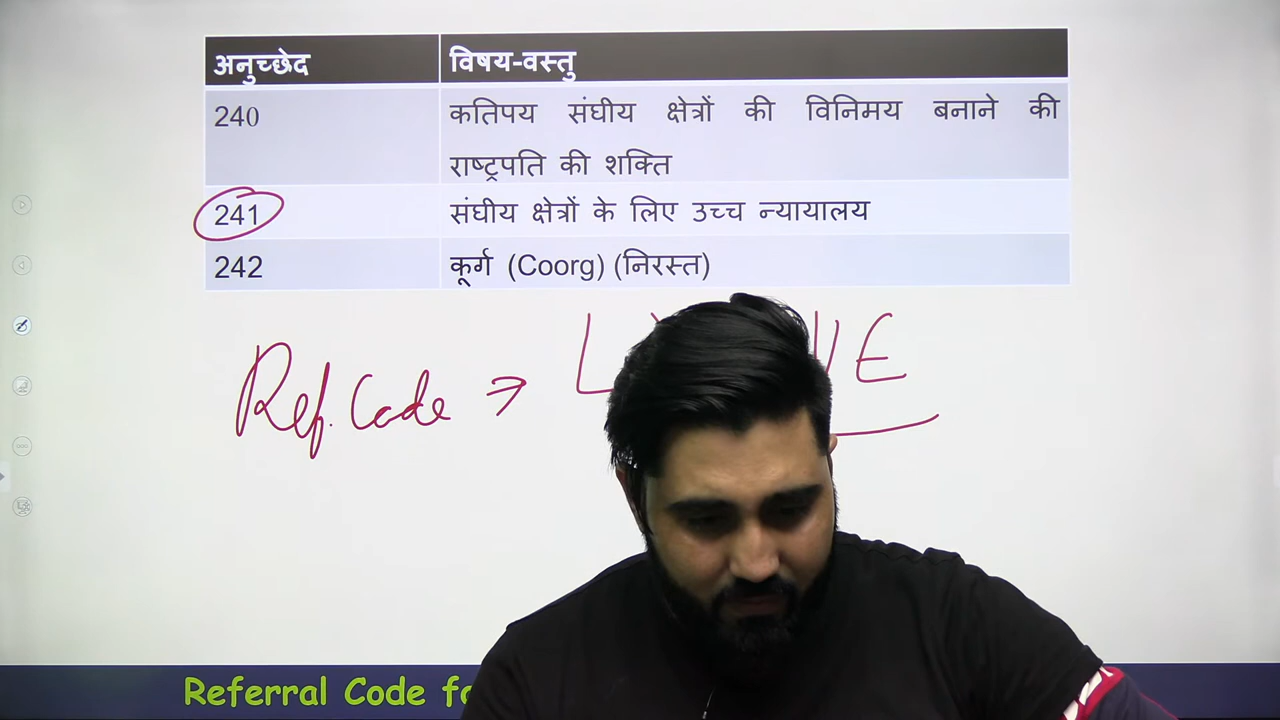 अनुच्छेद विषय-वस्तु
240 कतिपय संघीय क्षेत्रों की विनिमय बनाने की
राष्ट्रपति की शक्ति
241 संघीय क्षेत्रों के लिए उच्च न्यायालय
242 कूर्ग (Coorg) (निरस्त)
Ref. Code →
Referral Code